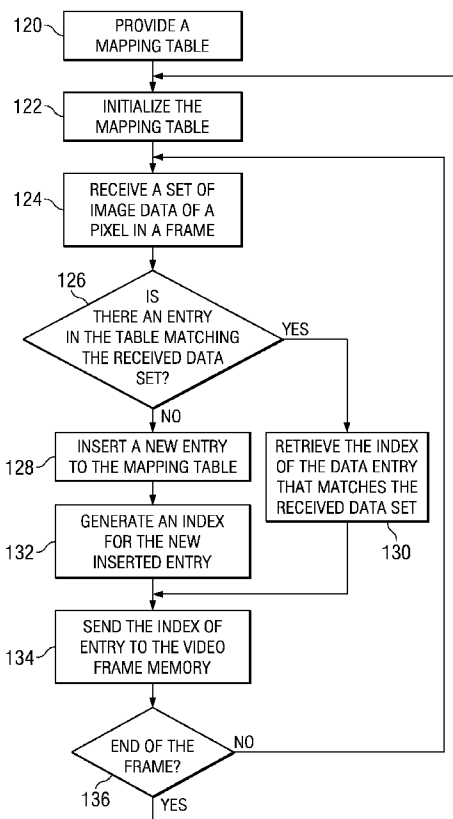 120
PROVIDE A
MAPPING TABLE
122
INITIALIZE THE
MAPPING TABLE
124
RECEIVE A SET OF
IMAGE DATA OF A
PIXEL IN A FRAME
126
IS
THERE AN ENTRY
IN THE TABLE MATCHING
THE RECEIVED DATA
SET?
YES
NO
128
INSERT A NEW ENTRY
TO THE MAPPING TABLE
RETRIEVE THE INDEX
OF THE DATA ENTRY
THAT MATCHES THE
RECEIVED DATA SET
130
132
GENERATE AN INDEX
FOR THE NEW
INSERTED ENTRY
134
SEND THE INDEX OF
ENTRY TO THE VIDEO
FRAME MEMORY
END OF THE
FRAME?
NO
136
YES